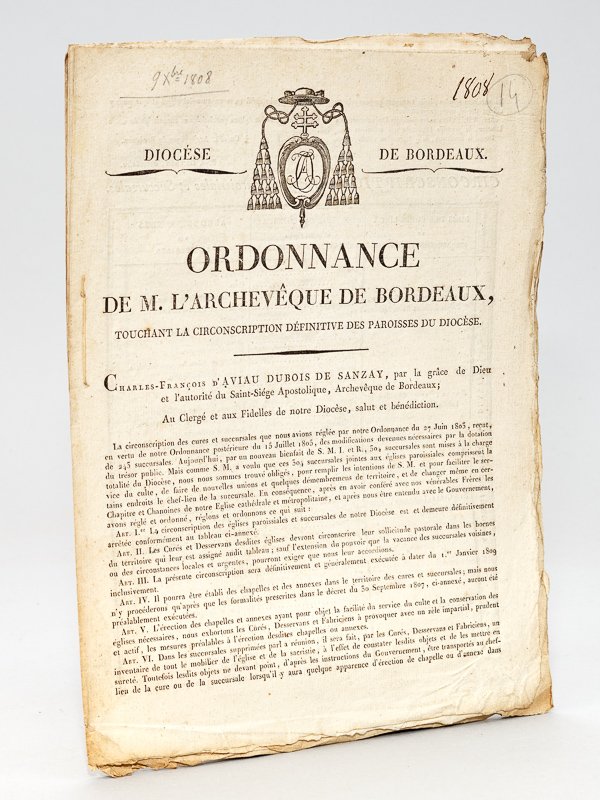 9 Xbre 1808
1808
14
DIOCÉSE DE BORDEAUX.
ORDONNANCE
DE M. L'ARCHEVÊQUE DE BORDEAUX,
TOUCHANT LA CIRCONSCRIPTION DÉFINITIVE DES PAROISSES DU DIOCÈSE.
CHARLES-FRANÇOIS D'AVIAU DUBOIS DE SANZAY, par la grâce de Dieu
et l'autorité du Saint-Siége Apostolique, Archevêque de Bordeaux;
Au Clergé et aux Fidelles de notre Diocèse, salut et bénédiction.
La circonscription des cures et succursales que nous avions réglée par notre Ordonnance du 27 Juin 1803, reçut,
en vertu de notre Ordonnance postérieure du 15 Juillet 1805, des modifications devenues nécessaires par la dotation
de 245 succursales. Aujourd'hui, par un nouveau bienfait de S. M. I. et R., 304 succursales sont mises à la charge
du trésor public. Mais comme S. M. a voulu que ces 304 succursales jointes aux églises paroissiales comprissent la
totalité du Diocèse, nous nous sommes trouvé obligés, pour remplir les intentions de S. M. et pour faciliter le ser-
vice du culte, de faire de nouvelles unions et quelques démembremens de territoire, et de changer même en cer-
tains endroits le chef-lieu de la succursale. En conséquence, après en avoir conféré avec nos vénérables Frères les
Chapitre et Chanoines de notre Eglise cathédrale et métropolitaine, et après nous être entendu avec le Gouvernement,
avons réglé et ordonné, réglons et ordonnons ce qui suit :
ART. I.er La circonscription des églises paroissiales et succursales de notre Diocèse est et demeure définitivement
arrêtée conformément au tableau ci-annexé.
ART. II. Les Curés et Desservans desdites églises devront circonscrire leur sollicitude pastorale dans les bornes
du territoire qui leur est assigné audit tableau; sauf l'extension du pouvoir que la vacance des succursales voisines,
ou des circonstances locales et urgentes, pourront exiger que nous leur accordions.
ART. III. La présente circonscription sera définitivement et généralement exécutée à dater du 1.er Janvier 1809
inclusivement.
ART. IV. Il pourra être établi des chapelles et des annexes dans le territoire des cures et succursales; mais nous
n'y procéderons qu'après que les formalités prescrites dans le décret du 30 Septembre 1807, ci-annexé, auront été
préalablement exécutées.
ART. V. L'érection des chapelles et annexes ayant pour objet la facilité du service du culte et la conservation des
églises nécessaires, nous exhortons les Curés, Desservans et Fabriciens à provoquer avec un zèle impartial, prudent
et actif, les mesures préalables à l'érection desdites chapelles ou annexes.
ART. VI. Dans les succursales supprimées par la réunion, il sera fait, par les Curés, Desservans et Fabriciens, un
inventaire de tout le mobilier de l'église et de la sacristie, à l'effet de constater lesdits objets et de les mettre en
sureté. Toutefois lesdits objets ne devant point, d'après les instructions du Gouvernement, être transportés au chef-
lieu de la cure ou de la succursale lorsqu'il y aura quelque apparence d'érection de chapelle ou d'annexe dans